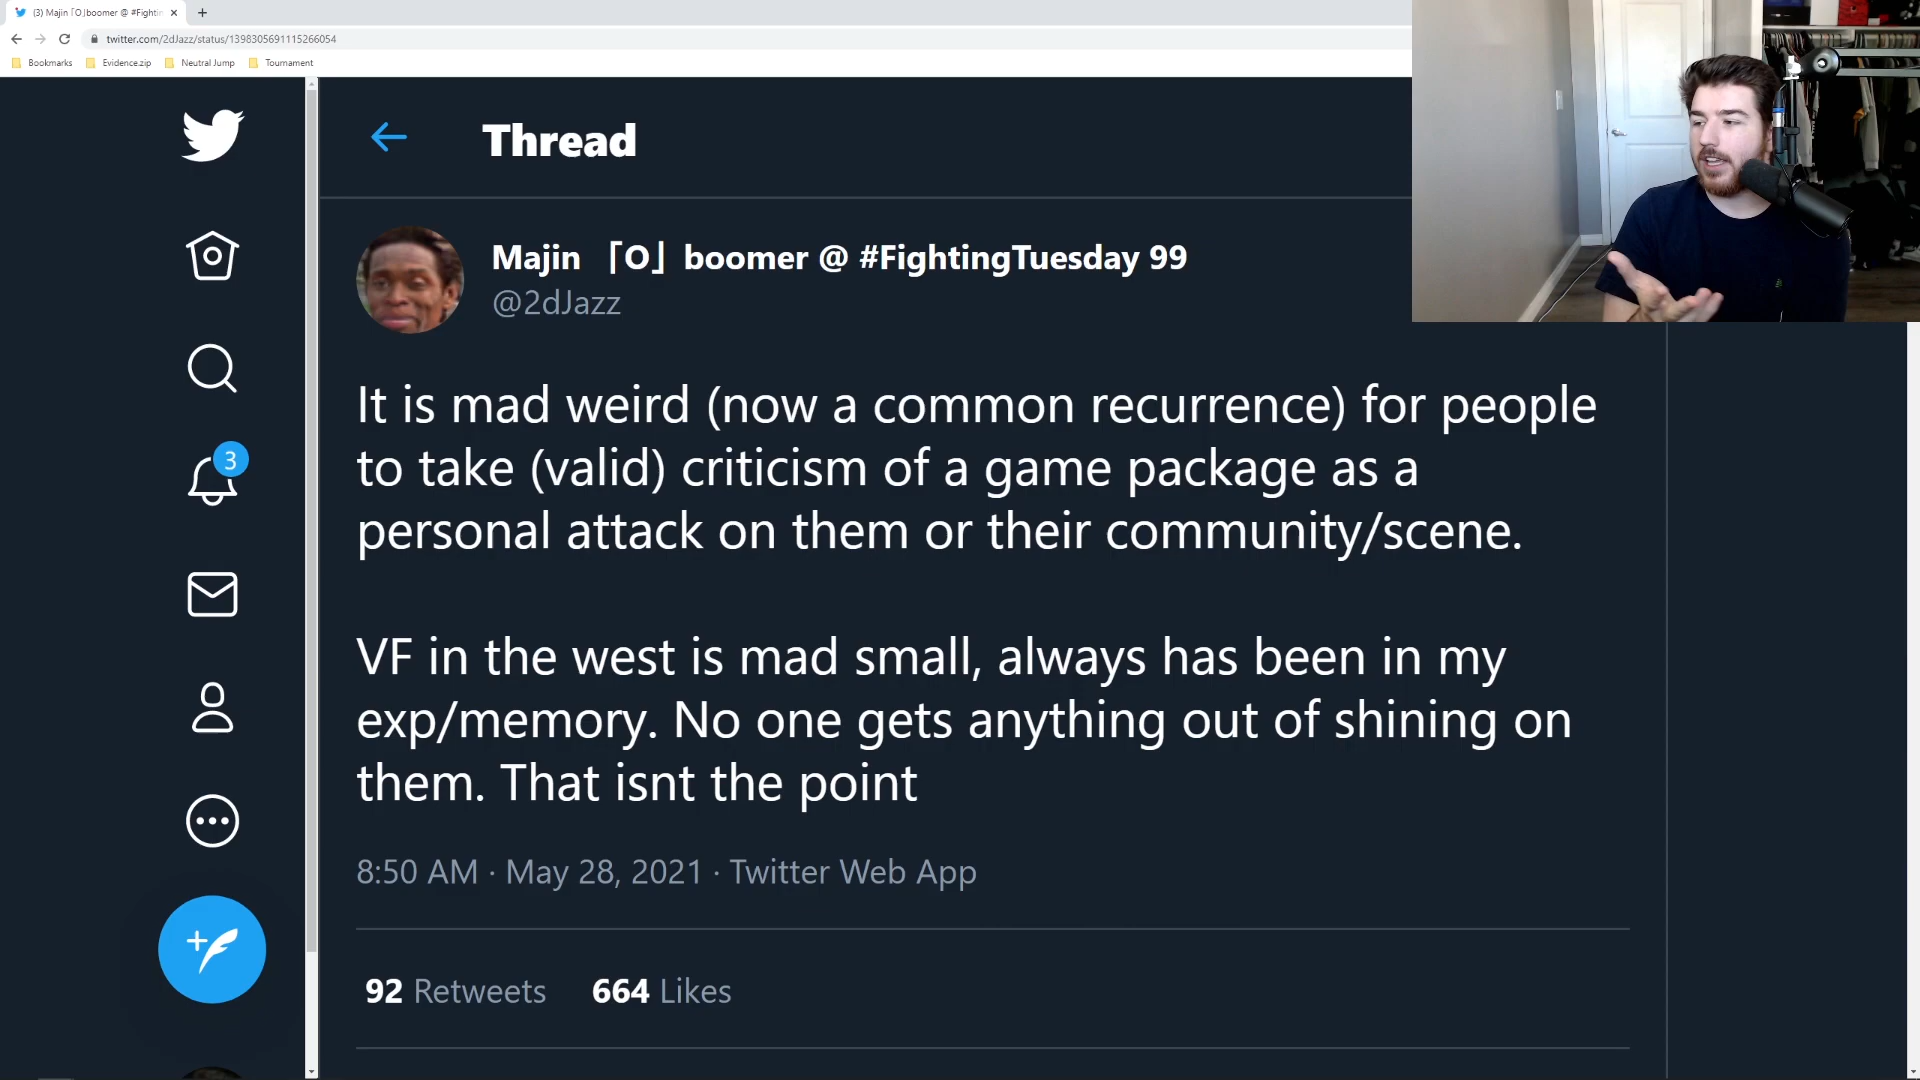 (3) Majin「O」boomer @ #Fightin
twitter.com/2dJazz/status/1398305691115266054
Bookmarks Evidence.zip Neutral Jump Tournament
Thread
Majin 「O」 boomer @ #FightingTuesday 99
@2dJazz
It is mad weird (now a common recurrence) for people
to take (valid) criticism of a game package as a
personal attack on them or their community/scene.
VF in the west is mad small, always has been in my
exp/memory. No one gets anything out of shining on
them. That isnt the point
3
8:50 AM · May 28, 2021 · Twitter Web App
92 Retweets 664 Likes